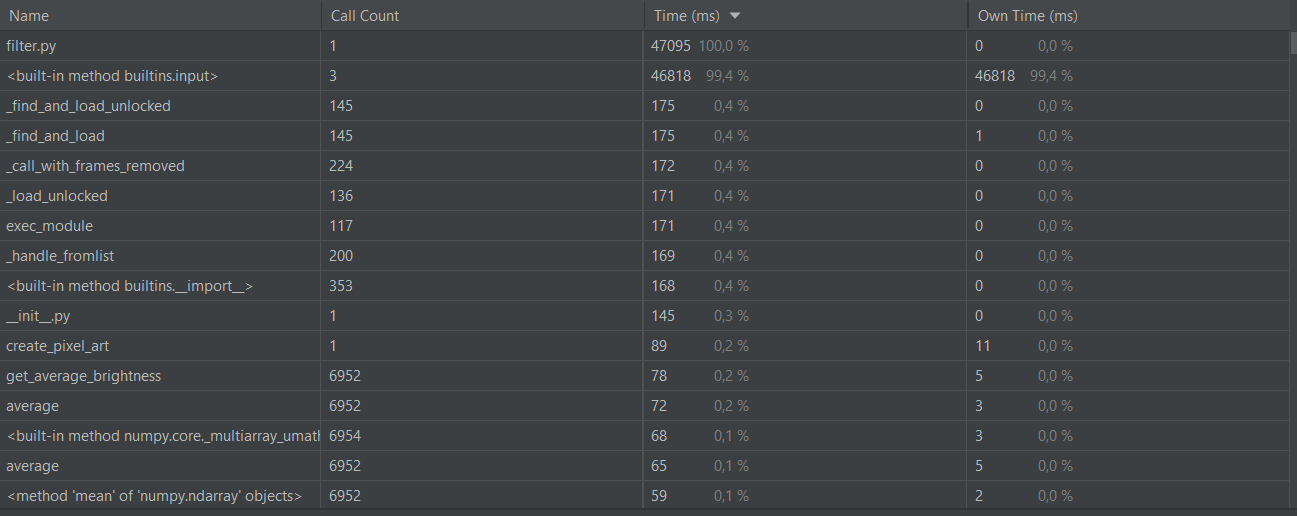 Name Call Count Time (ms) Own Time (ms)
filter.py 1 47095 100,0 % 0 0,0 %
<built-in method builtins.input> 3 46818 99,4 % 46818 99,4 %
_find_and_load_unlocked 145 175 0,4 % 0 0,0 %
_find_and_load 145 175 0,4 % 1 0,0 %
_call_with_frames_removed 224 172 0,4 % 0 0,0 %
_load_unlocked 136 171 0,4 % 0 0,0 %
exec_module 117 171 0,4 % 0 0,0 %
_handle_fromlist 200 169 0,4 % 0 0,0 %
<built-in method builtins.__import__> 353 168 0,4 % 0 0,0 %
__init__.py 1 145 0,3 % 0 0,0 %
create_pixel_art 1 89 0,2 % 11 0,0 %
get_average_brightness 6952 78 0,2 % 5 0,0 %
average 6952 72 0,2 % 3 0,0 %
<built-in method numpy.core._multiarray_umath 6954 68 0,1 % 3 0,0 %
average 6952 65 0,1 % 5 0,0 %
<method 'mean' of 'numpy.ndarray' objects> 6952 59 0,1 % 2 0,0 %